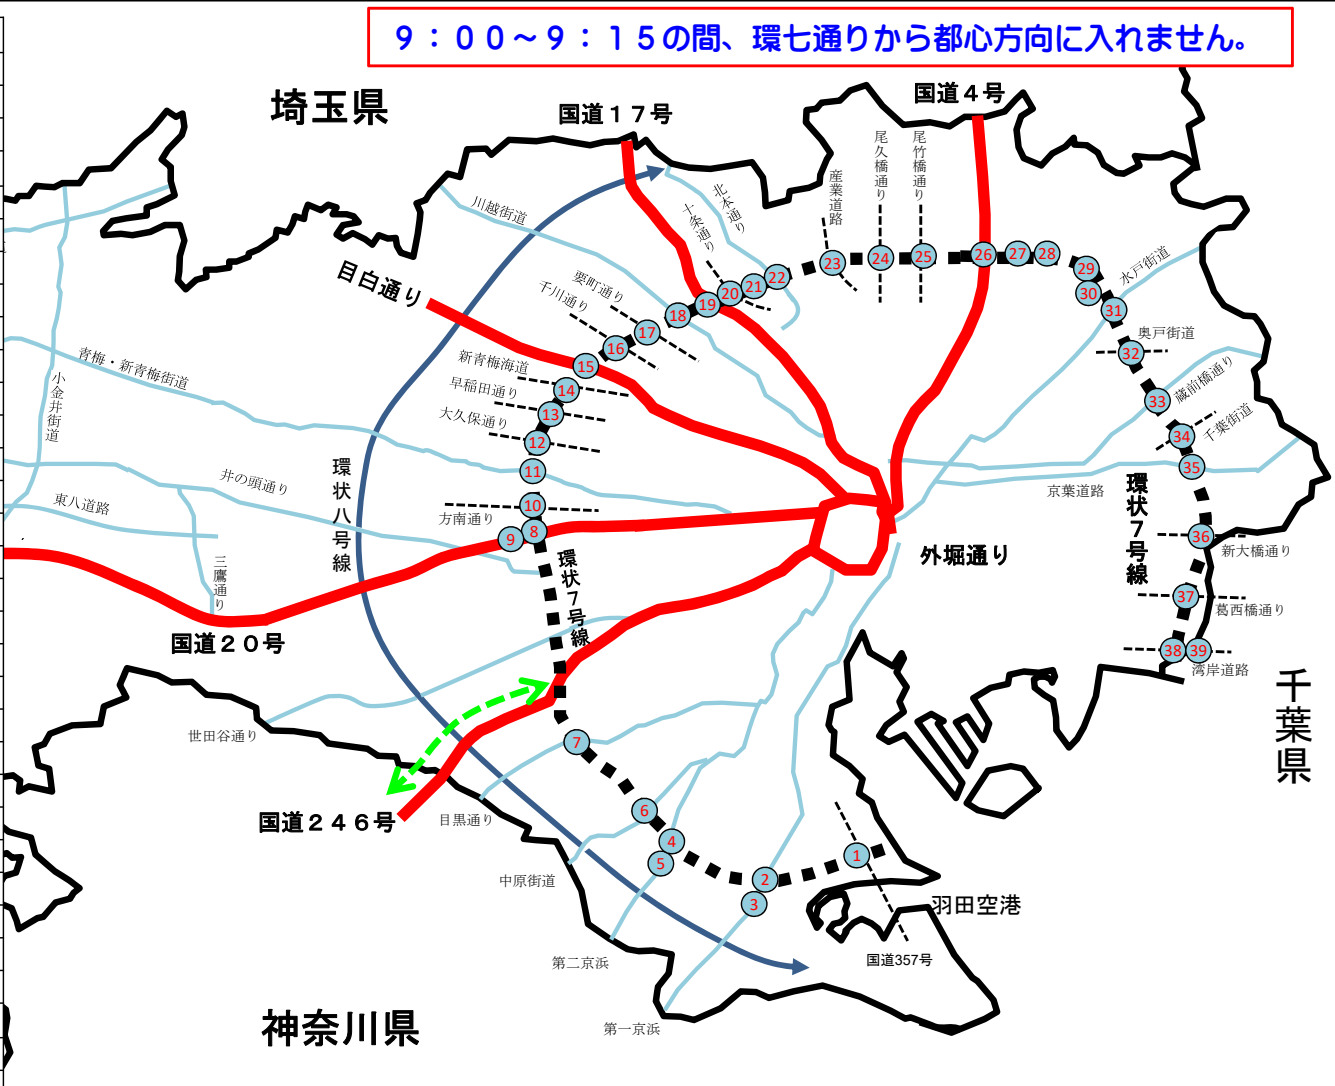 ９：００～９：１５の間、環七通りから都心方向に入れません。
埼玉県
国道１７号
国道４号
尾久橋通り
尾竹橋通り
産業道路
北本通り
十条通り
川越街道
目白通り
要町通り
千川通り
水戸街道
奥戸街道
蔵前橋通り
千葉街道
京葉道路
新青梅海道
早稲田通り
大久保通り
青梅・新青梅街道
小金井街道
井の頭通り
東八道路
環状八号線
方南通り
三鷹通り
国道２０号
環状７号線
外堀通り
環状７号線
新大橋通り
葛西橋通り
湾岸道路
千葉県
世田谷通り
国道２４６号
目黒通り
中原街道
第二京浜
第一京浜
羽田空港
国道357号
神奈川県
1
2
3
4
5
6
7
8
9
10
11
12
13
14
15
16
17
18
19
20
21
22
23
24
25
26
27
28
29
30
31
32
33
34
35
36
37
38
39